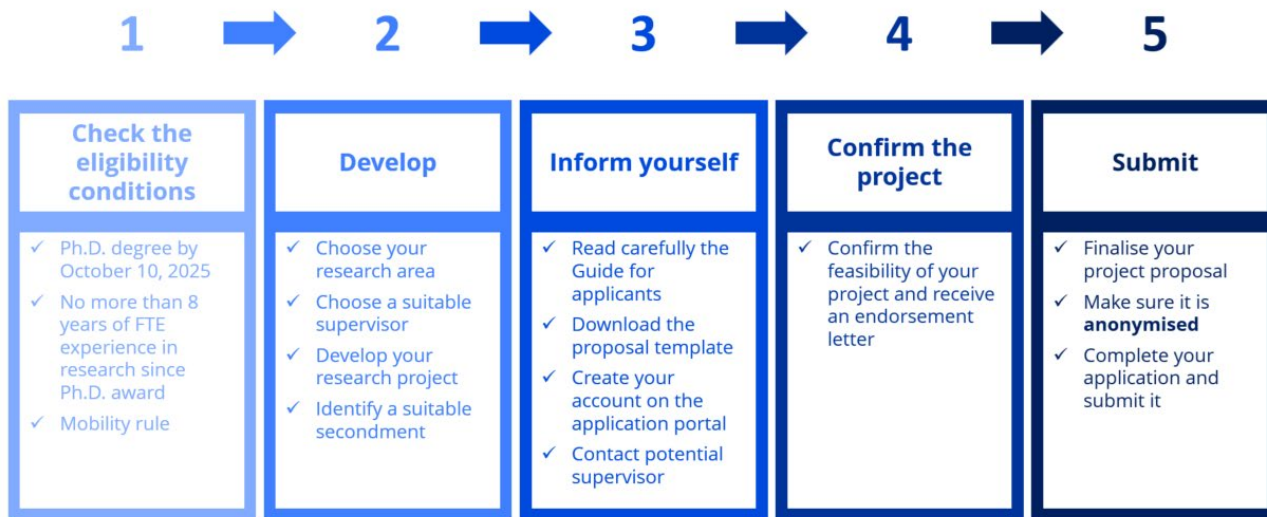 1
2
3
4
5
Check the
eligibility
conditions
✓ Ph.D. degree by
October 10, 2025
✓ No more than 8
years of FTE
experience in
research since
Ph.D. award
✓ Mobility rule
Develop
✓ Choose your
research area
✓ Choose a suitable
supervisor
✓ Develop your
research project
✓ Identify a suitable
secondment
Inform yourself
✓ Read carefully the
Guide for
applicants
✓ Download the
proposal template
✓ Create your
account on the
application portal
✓ Contact potential
supervisor
Confirm the
project
✓ Confirm the
feasibility of your
project and receive
an endorsement
letter
Submit
✓ Finalise your
project proposal
✓ Make sure it is
anonymised
✓ Complete your
application and
submit it